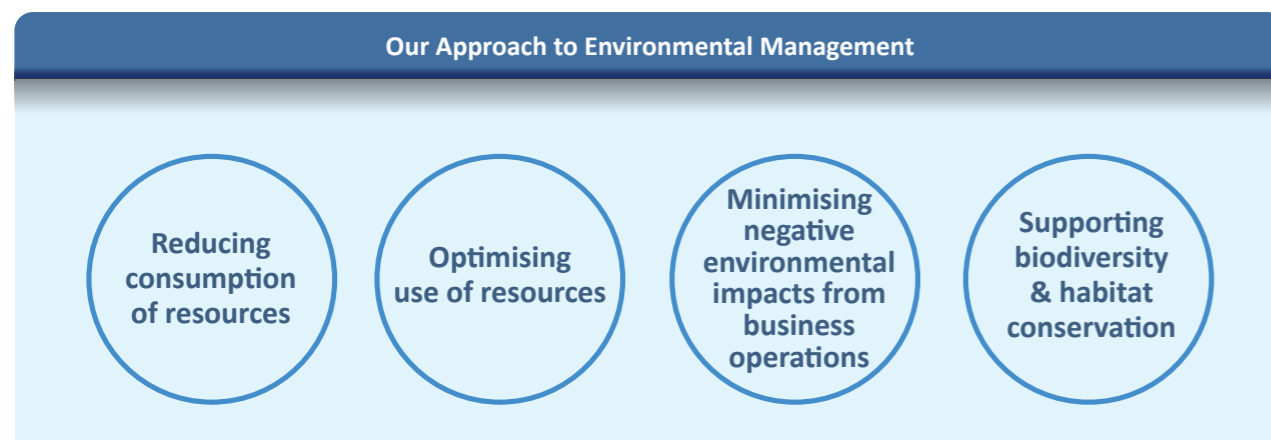 Our Approach to Environmental Management
Reducing
consumption
of resources
Optimising
use of resources
Minimising
negative
environmental
impacts from
business
operations
Supporting
biodiversity
& habitat
conservation